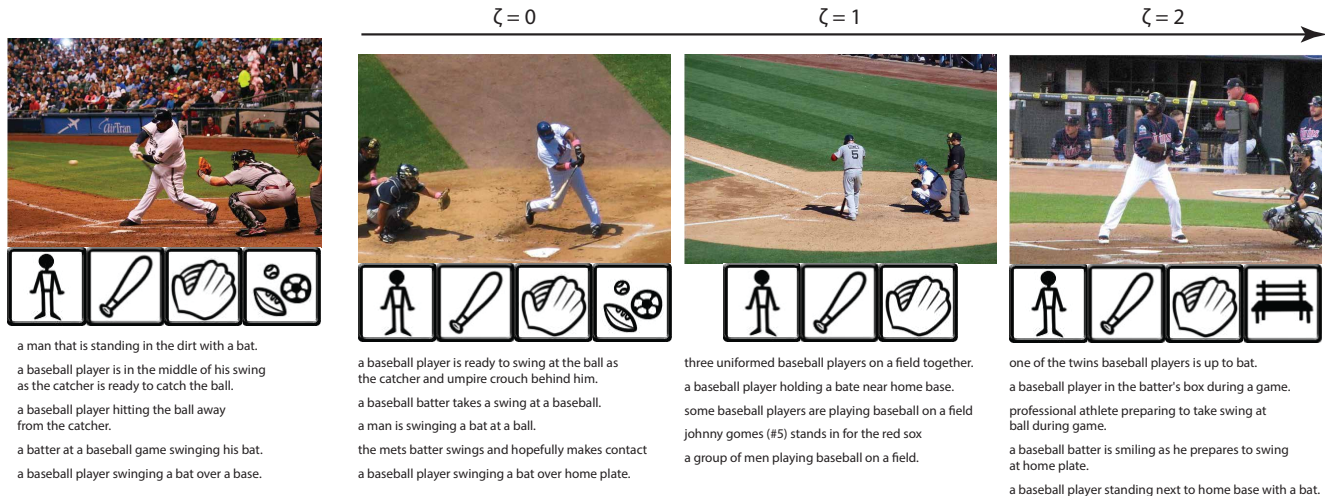 ζ = 0
ζ = 1
ζ = 2
airTran
a man that is standing in the dirt with a bat.
a baseball player is in the middle of his swing
as the catcher is ready to catch the ball.
a baseball player hitting the ball away
from the catcher.
a batter at a baseball game swinging his bat.
a baseball player swinging a bat over a base.
a baseball player is ready to swing at the ball as
the catcher and umpire crouch behind him.
a baseball batter takes a swing at a baseball.
a man is swinging a bat at a ball.
the mets batter swings and hopefully makes contact
a baseball player swinging a bat over home plate.
5
three uniformed baseball players on a field together.
a baseball player holding a bate near home base.
some baseball players are playing baseball on a field
johnny gomes (#5) stands in for the red sox
a group of men playing baseball on a field.
Twins
one of the twins baseball players is up to bat.
a baseball player in the batter's box during a game.
professional athlete preparing to take swing at
ball during game.
a baseball batter is smiling as he prepares to swing
at home plate.
a baseball player standing next to home base with a bat.